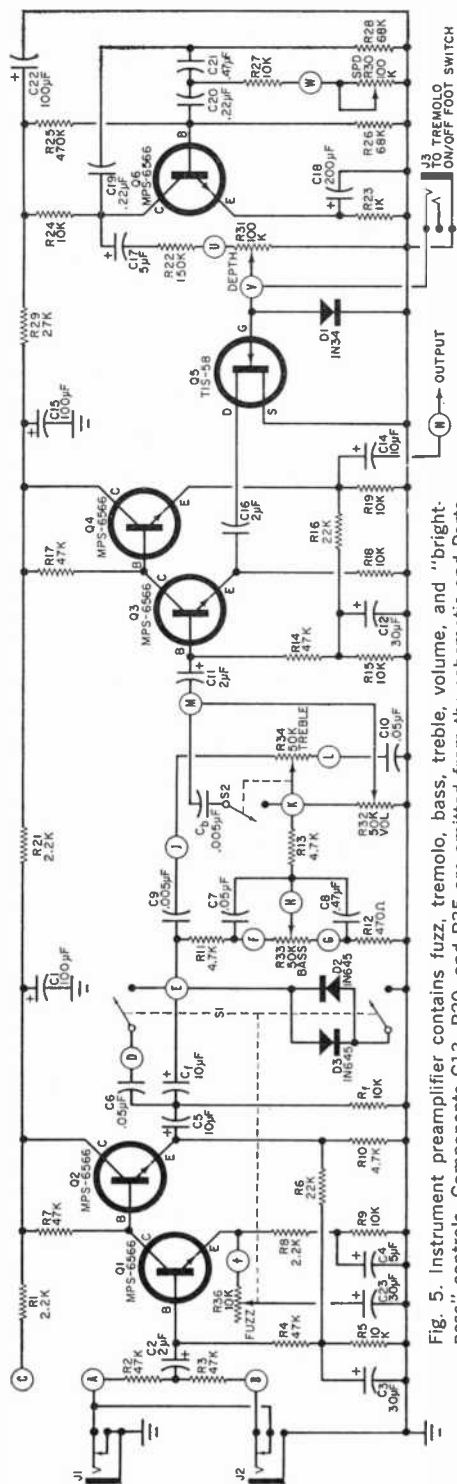 C
R1
2.2K
R7
47K
C1
100µF
R21
2.2K
R17
47K
C15
100µF
R29
27K
R24
10K
R25
470K
C22
100µF
J1
A
R2
47K
R3
47K
B
J2
C2
2µF
Q1
MPS-6566
B
C
E
Q2
MPS-6566
B
C
E
C3
30µF
R4
47K
R5
10K
R36
10K
FUZZ
t
C23
30µF
C4
5µF
R8
2.2K
R9
10K
R6
22K
R10
4.7K
C5
10µF
C6
.05µF
D
Cf
10µF
Rf
10K
S1
E
D3
1N645
D2
1N645
R11
4.7K
C9
.005µF
C7
.05µF
F
R33
50K
BASS
H
G
C8
.47µF
R12
470Ω
R13
4.7K
J
Cb
.005µF
S2
K
R34
50K
TREBLE
L
C10
.05µF
R32
50K
VOL
M
C11
2µF
Q3
MPS-6566
B
C
E
Q4
MPS-6566
B
C
E
R14
47K
R15
10K
C12
30µF
R16
22K
R18
10K
R19
10K
C14
10µF
N
OUTPUT
C16
2µF
Q5
TIS-58
D
G
S
D1
1N34
V
DEPTH
R31
100
K
U
R22
150K
C17
5µF
C19
.22µF
Q6
MPS-6566
B
C
E
R23
1K
C18
200µF
R26
68K
C20
.22µF
C21
.47µF
R27
10K
W
SPD
R30
100
K
R28
68K
J3
TO TREMOLO
ON/OFF FOOT SWITCH
Fig. 5. Instrument preamplifier contains fuzz, tremolo, bass, treble, volume, and "bright-
ness" controls. Components C13, R20, and R35 are omitted from the schematic and Parts